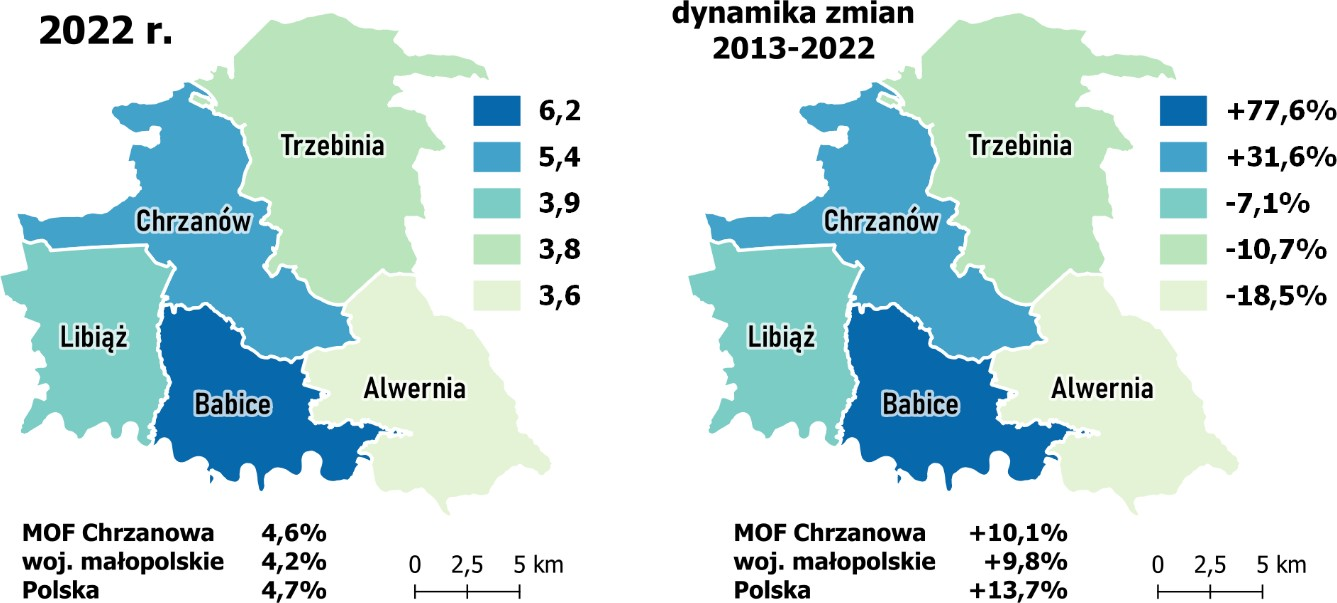 2022 r.
6,2
5,4
3,9
3,8
3,6
Trzebinia
Chrzanów
Libiąż
Babice
Alwernia
MOF Chrzanowa 4,6%
woj. małopolskie 4,2%
Polska 4,7%
0 2,5 5 km
dynamika zmian
2013-2022
+77,6%
+31,6%
-7,1%
-10,7%
-18,5%
Trzebinia
Chrzanów
Libiąż
Babice
Alwernia
MOF Chrzanowa +10,1%
woj. małopolskie +9,8%
Polska +13,7%
0 2,5 5 km